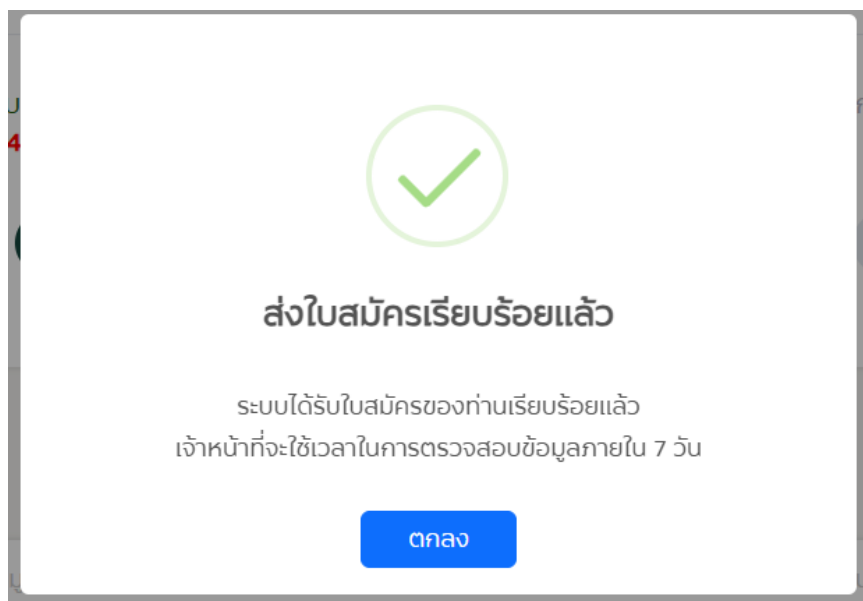 ส่งใบสมัครเรียบร้อยแล้ว
ระบบได้รับใบสมัครของท่านเรียบร้อยแล้ว
เจ้าหน้าที่จะใช้เวลาในการตรวจสอบข้อมูลภายใน 7 วัน
ตกลง